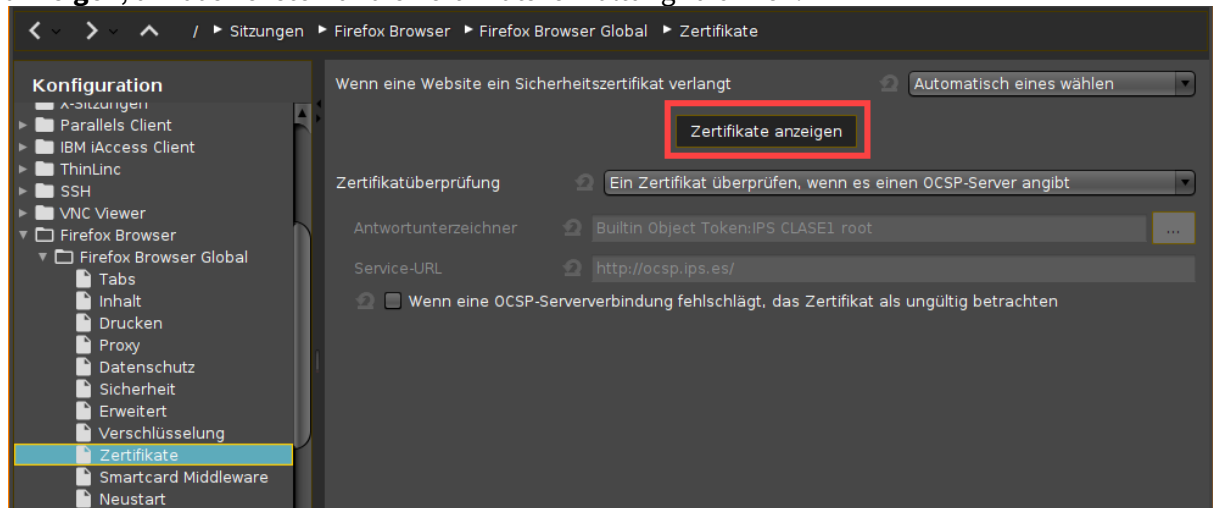 / Sitzungen Firefox Browser Firefox Browser Global Zertifikate
Konfiguration
X-Sitzungen
Parallels Client
IBM iAccess Client
ThinLinc
SSH
VNC Viewer
Firefox Browser
Firefox Browser Global
Tabs
Inhalt
Drucken
Proxy
Datenschutz
Sicherheit
Erweitert
Verschlüsselung
Zertifikate
Smartcard Middleware
Neustart
Wenn eine Website ein Sicherheitszertifikat verlangt Automatisch eines wählen
Zertifikate anzeigen
Zertifikatüberprüfung Ein Zertifikat überprüfen, wenn es einen OCSP-Server angibt
Antwortunterzeichner Builtin Object Token:IPS CLASE1 root ...
Service-URL http://ocsp.ips.es/
Wenn eine OCSP-Serververbindung fehlschlägt, das Zertifikat als ungültig betrachten